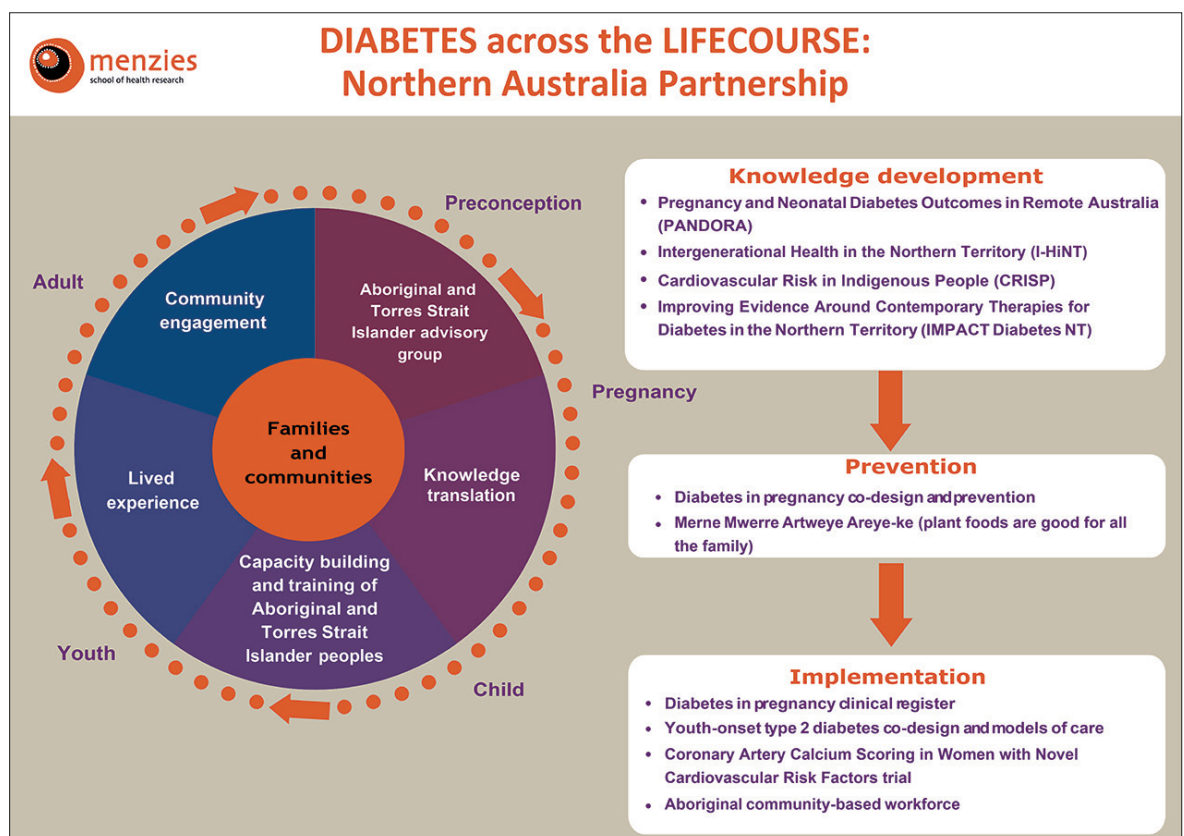 menzies
school of health research
DIABETES across the LIFECOURSE:
Northern Australia Partnership
Preconception
Pregnancy
Child
Youth
Adult
Community
engagement
Aboriginal and
Torres Strait
Islander advisory
group
Knowledge
translation
Capacity building
and training of
Aboriginal and
Torres Strait
Islander peoples
Lived
experience
Families
and
communities
Knowledge development
• Pregnancy and Neonatal Diabetes Outcomes in Remote Australia
(PANDORA)
• Intergenerational Health in the Northern Territory (I-HiNT)
• Cardiovascular Risk in Indigenous People (CRISP)
• Improving Evidence Around Contemporary Therapies for
Diabetes in the Northern Territory (IMPACT Diabetes NT)
Prevention
• Diabetes in pregnancy co-design and prevention
• Merne Mwerre Artweye Areye-ke (plant foods are good for all
the family)
Implementation
• Diabetes in pregnancy clinical register
• Youth-onset type 2 diabetes co-design and models of care
• Coronary Artery Calcium Scoring in Women with Novel
Cardiovascular Risk Factors trial
• Aboriginal community-based workforce